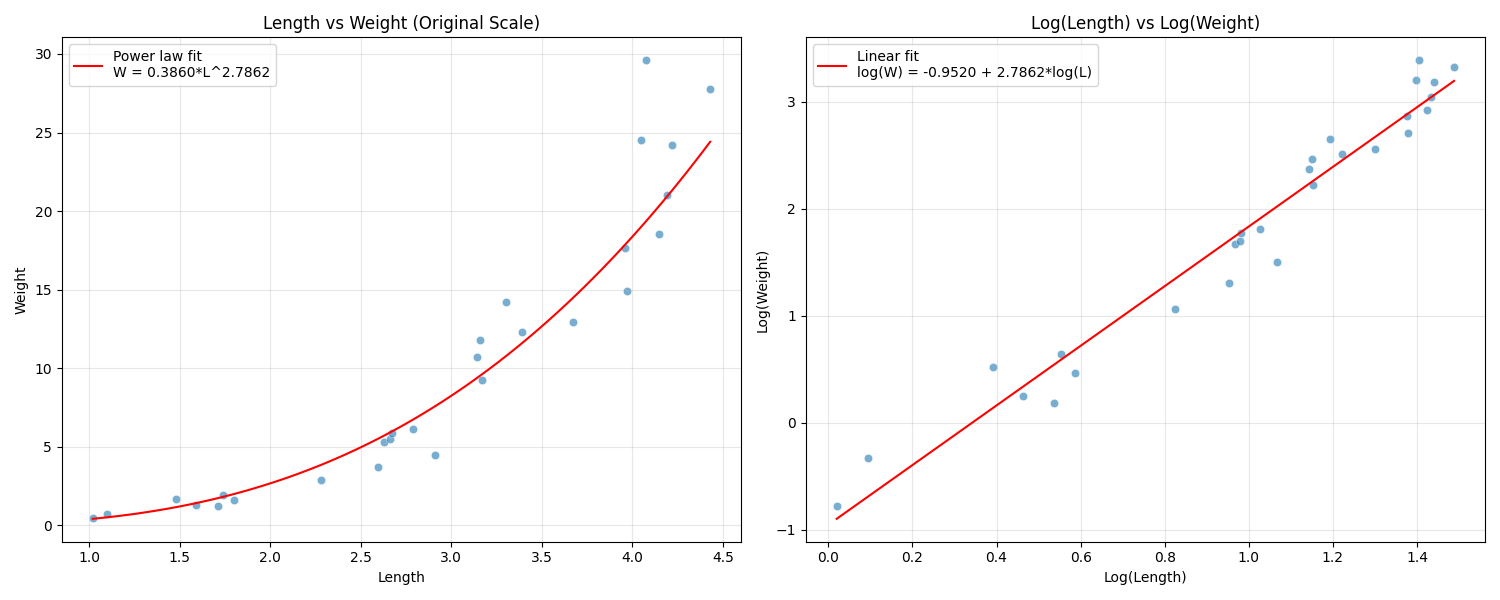 Length vs Weight (Original Scale)
Power law fit
W = 0.3860*L^2.7862
30
25
20
15
10
5
0
Weight
1.0 1.5 2.0 2.5 3.0 3.5 4.0 4.5
Length
Log(Length) vs Log(Weight)
Linear fit
log(W) = -0.9520 + 2.7862*log(L)
3
2
1
0
−1
Log(Weight)
0.0 0.2 0.4 0.6 0.8 1.0 1.2 1.4
Log(Length)